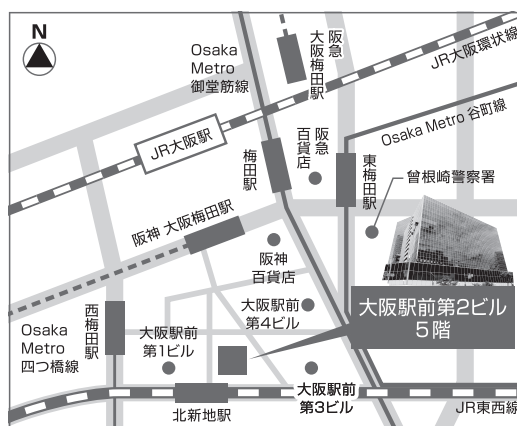 N
Osaka
Metro
御堂筋線
阪急
大阪梅田駅
JR大阪環状線
Osaka Metro 谷町線
JR大阪駅
梅田駅
阪急
百貨店
東梅田駅
曾根崎警察署
阪神 大阪梅田駅
阪神
百貨店
大阪駅前第2ビル
5階
西梅田駅
大阪駅前
第4ビル
Osaka
Metro
四つ橋線
大阪駅前
第1ビル
大阪駅前
第3ビル
北新地駅
JR東西線